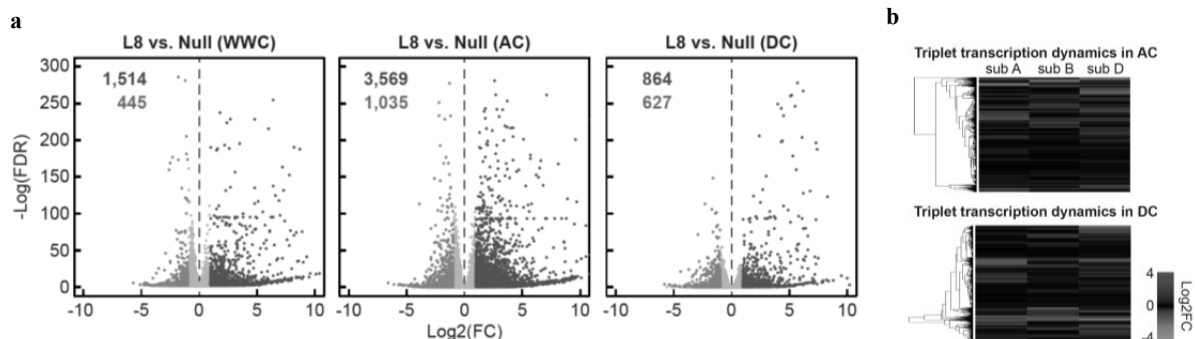 a
L8 vs. Null (WWC)
L8 vs. Null (AC)
L8 vs. Null (DC)
300
250
200
150
100
50
0
-Log(FDR)
1,514
445
3,569
1,035
864
627
-10 -5 0 5 10
-10 -5 0 5 10
-10 -5 0 5 10
Log2(FC)
b
Triplet transcription dynamics in AC
sub A sub B sub D
Triplet transcription dynamics in DC
4
0
-4
Log2FC